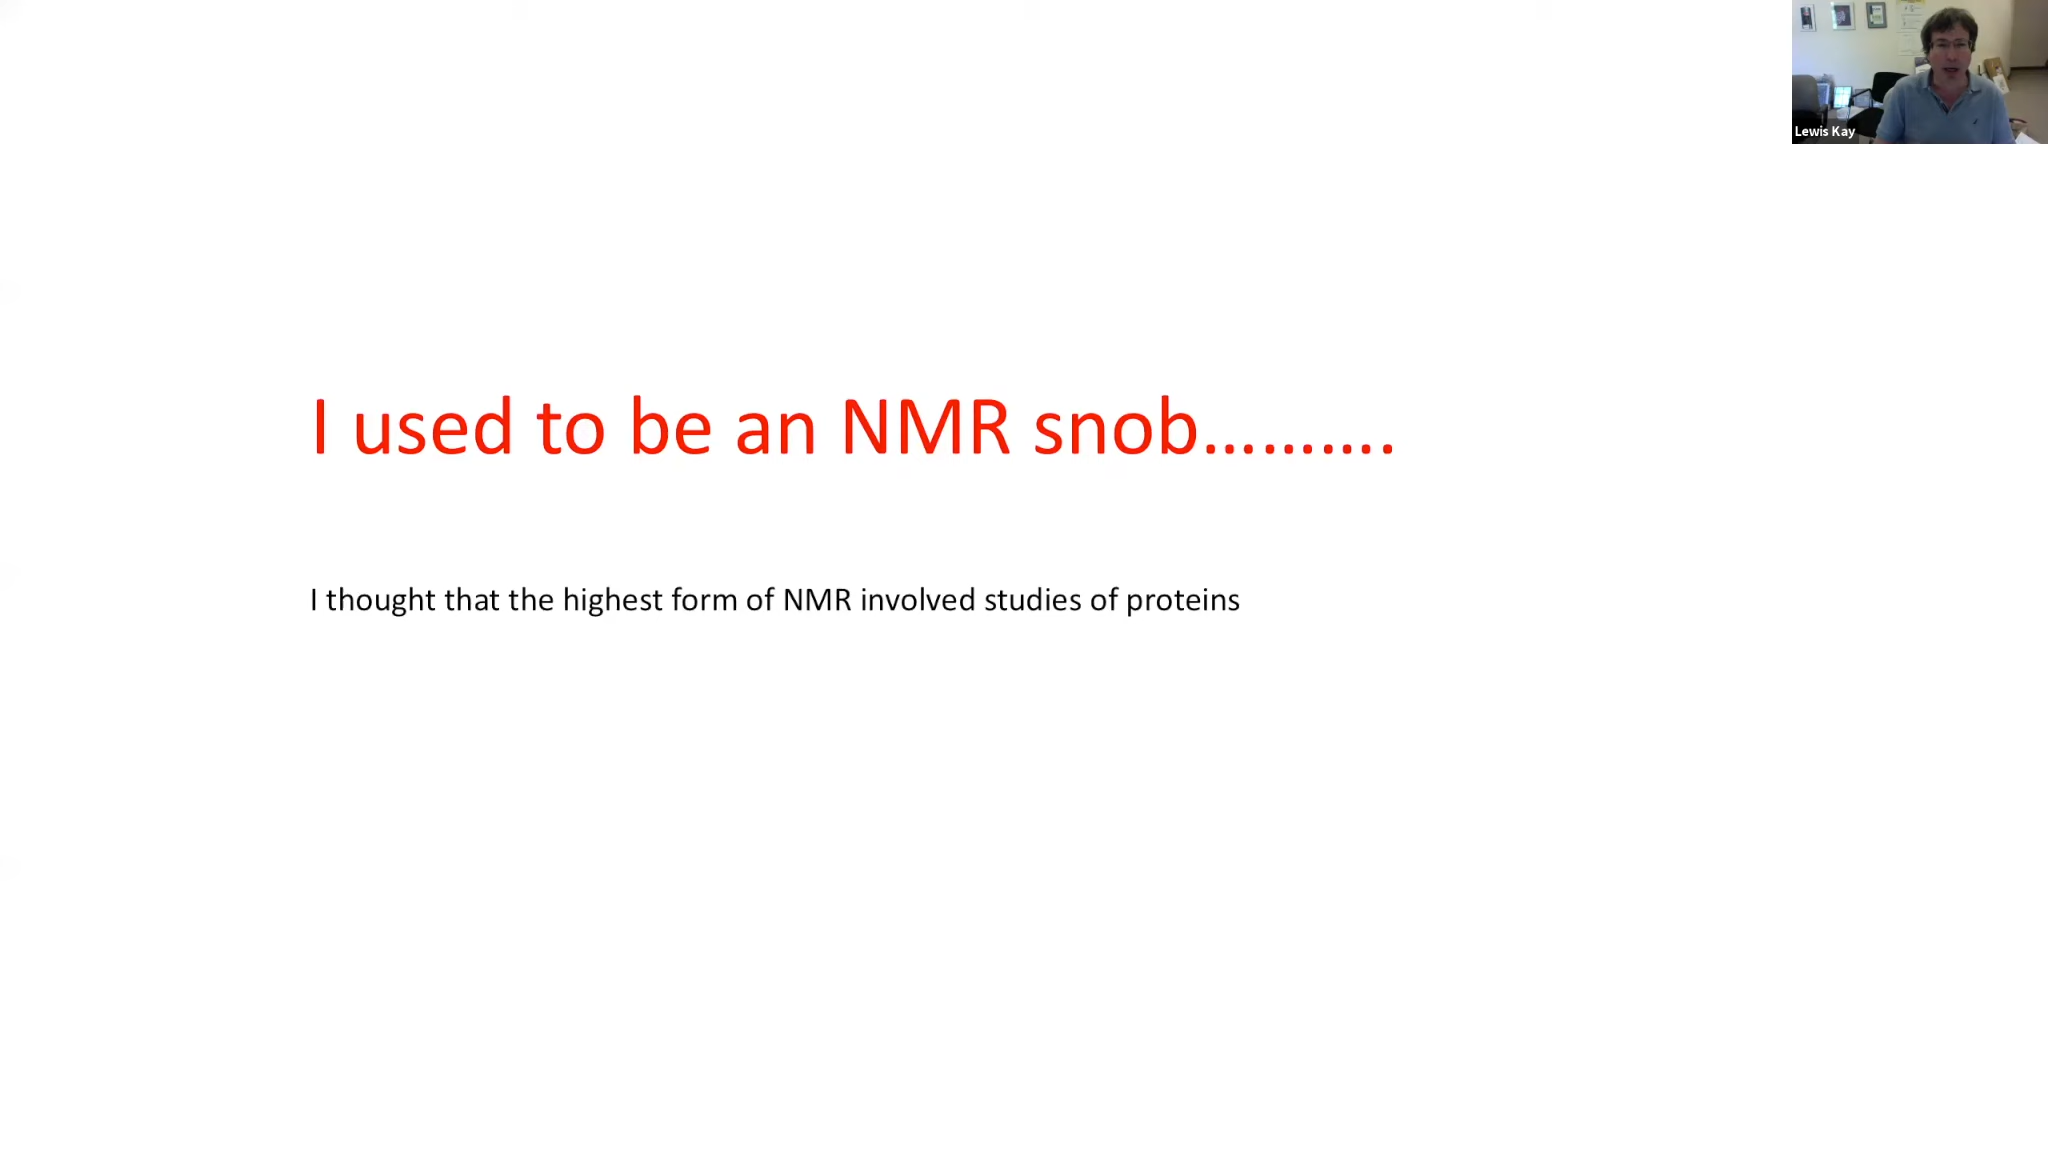 Lewis Kay
I used to be an NMR snob..........
I thought that the highest form of NMR involved studies of proteins